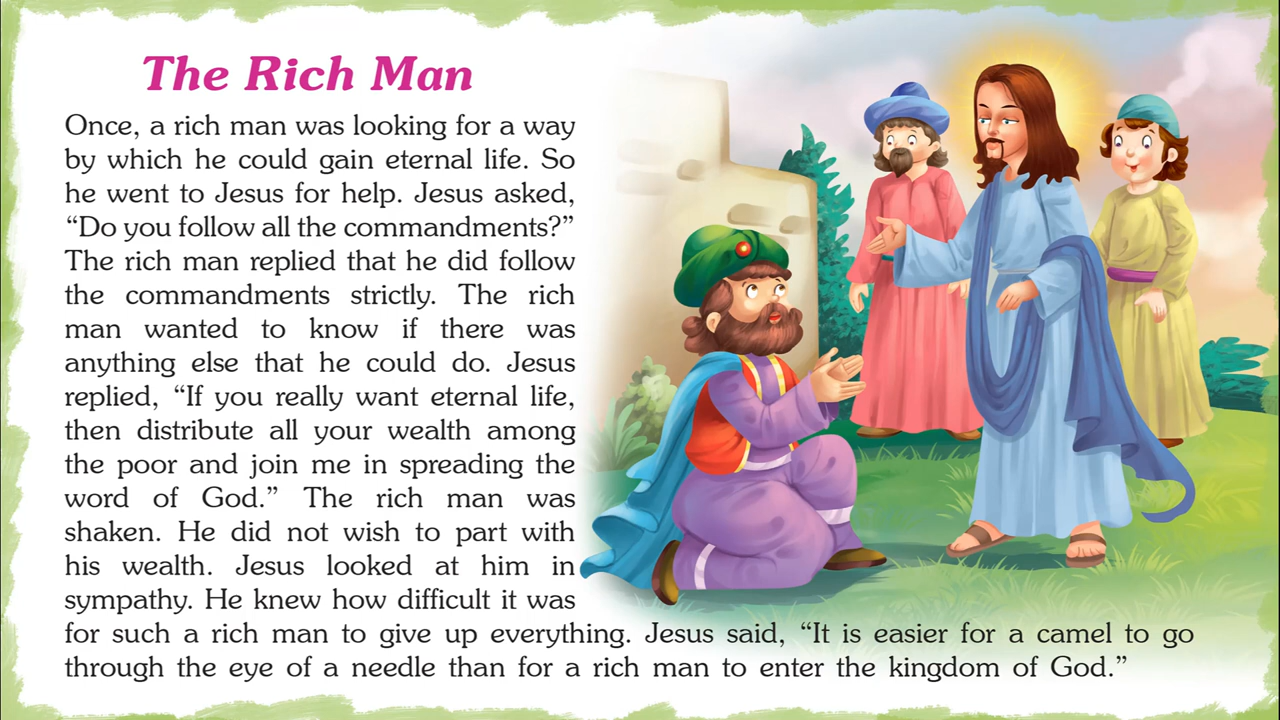 The Rich Man
Once, a rich man was looking for a way
by which he could gain eternal life. So
he went to Jesus for help. Jesus asked,
“Do you follow all the commandments?”
The rich man replied that he did follow
the commandments strictly. The rich
man wanted to know if there was
anything else that he could do. Jesus
replied, “If you really want eternal life,
then distribute all your wealth among
the poor and join me in spreading the
word of God.” The rich man was
shaken. He did not wish to part with
his wealth. Jesus looked at him in
sympathy. He knew how difficult it was
for such a rich man to give up everything. Jesus said, “It is easier for a camel to go
through the eye of a needle than for a rich man to enter the kingdom of God.”